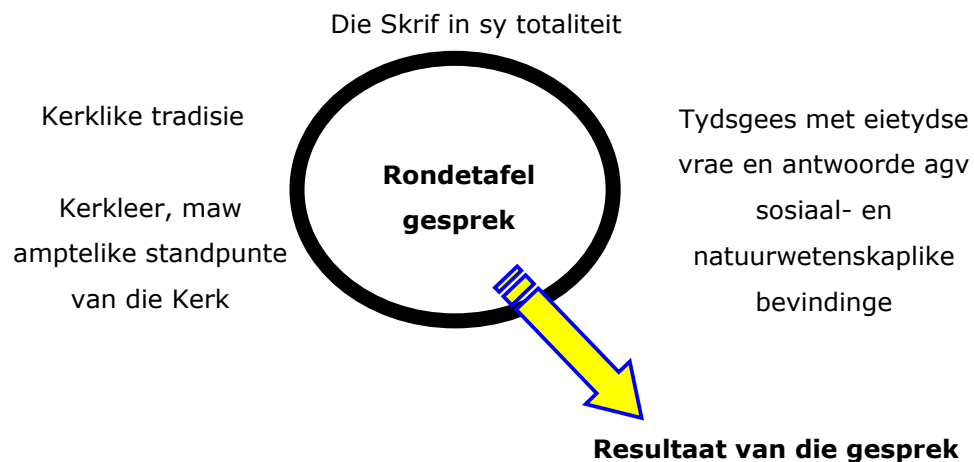 Die Skrif in sy totaliteit
Kerklike tradisie
Kerkleer, maw
amptelike standpunte
van die Kerk
Rondetafel
gesprek
Tydsgees met eietydse
vrae en antwoorde agv
sosiaal- en
natuurwetenskaplike
bevindinge
Resultaat van die gesprek